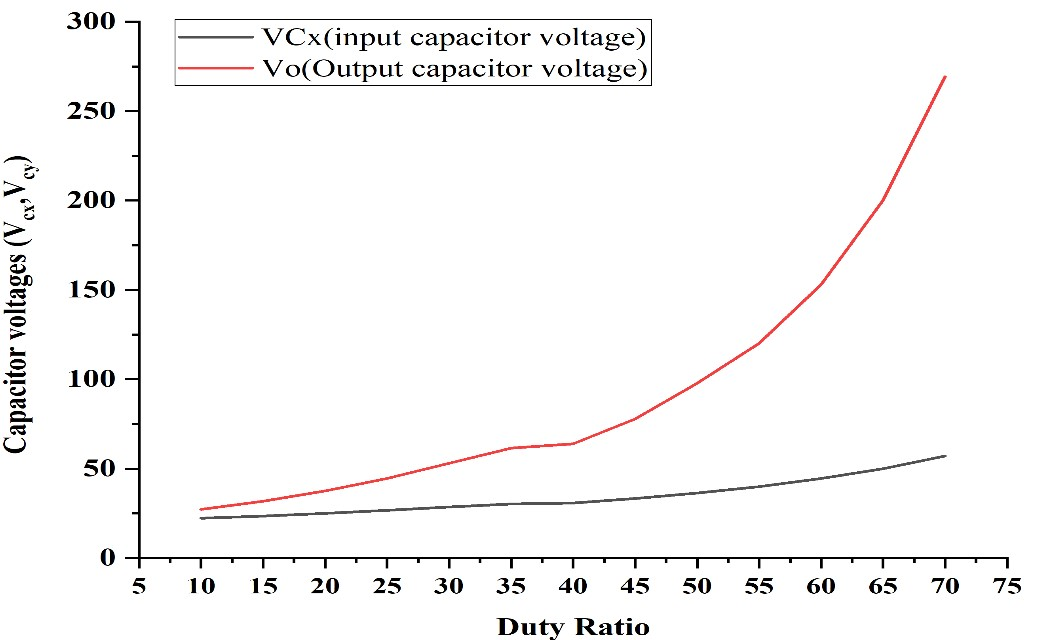 VCx(input capacitor voltage)
Vo(Output capacitor voltage)
Capacitor voltages (Vcx,Vcy)
300
250
200
150
100
50
0
5 10 15 20 25 30 35 40 45 50 55 60 65 70 75
Duty Ratio